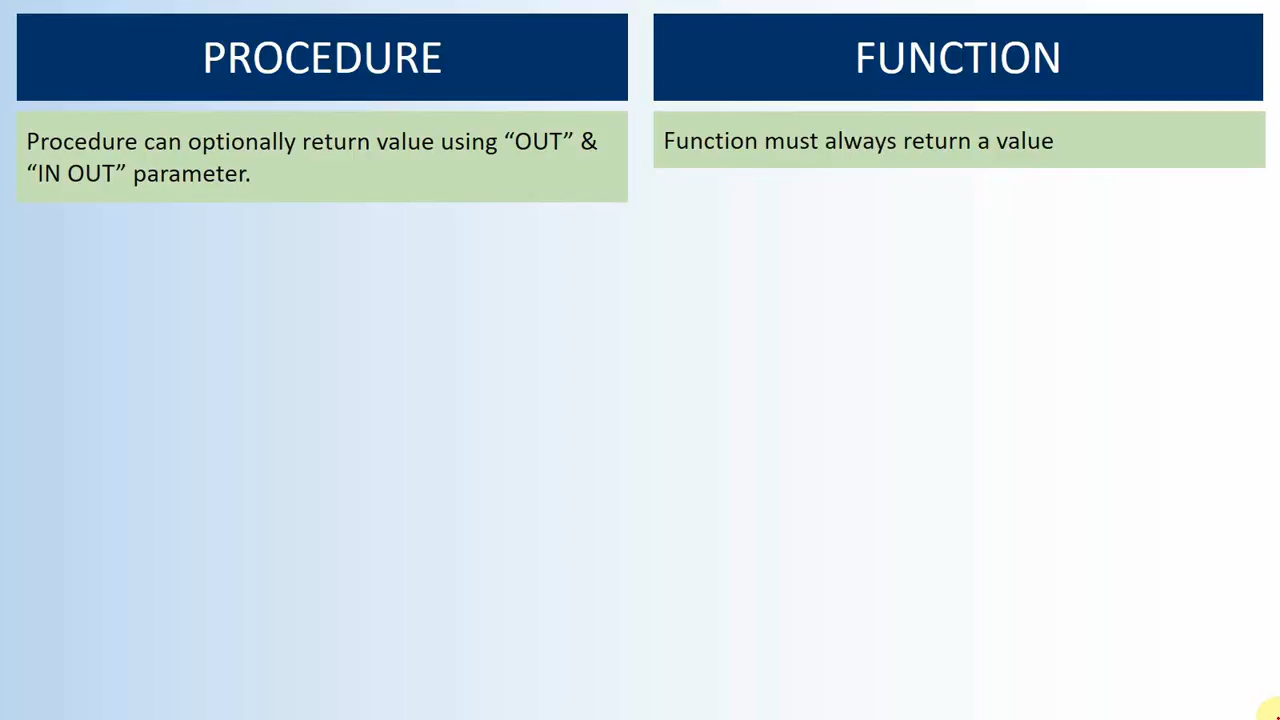 PROCEDURE
FUNCTION
Procedure can optionally return value using “OUT” &
“IN OUT” parameter.
Function must always return a value